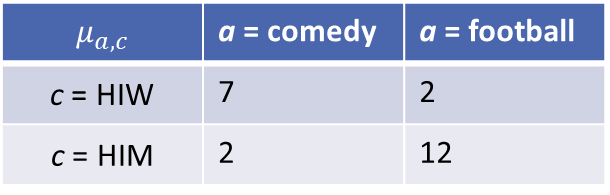 μa,c a = comedy a = football
c = HIW 7 2
c = HIM 2 12